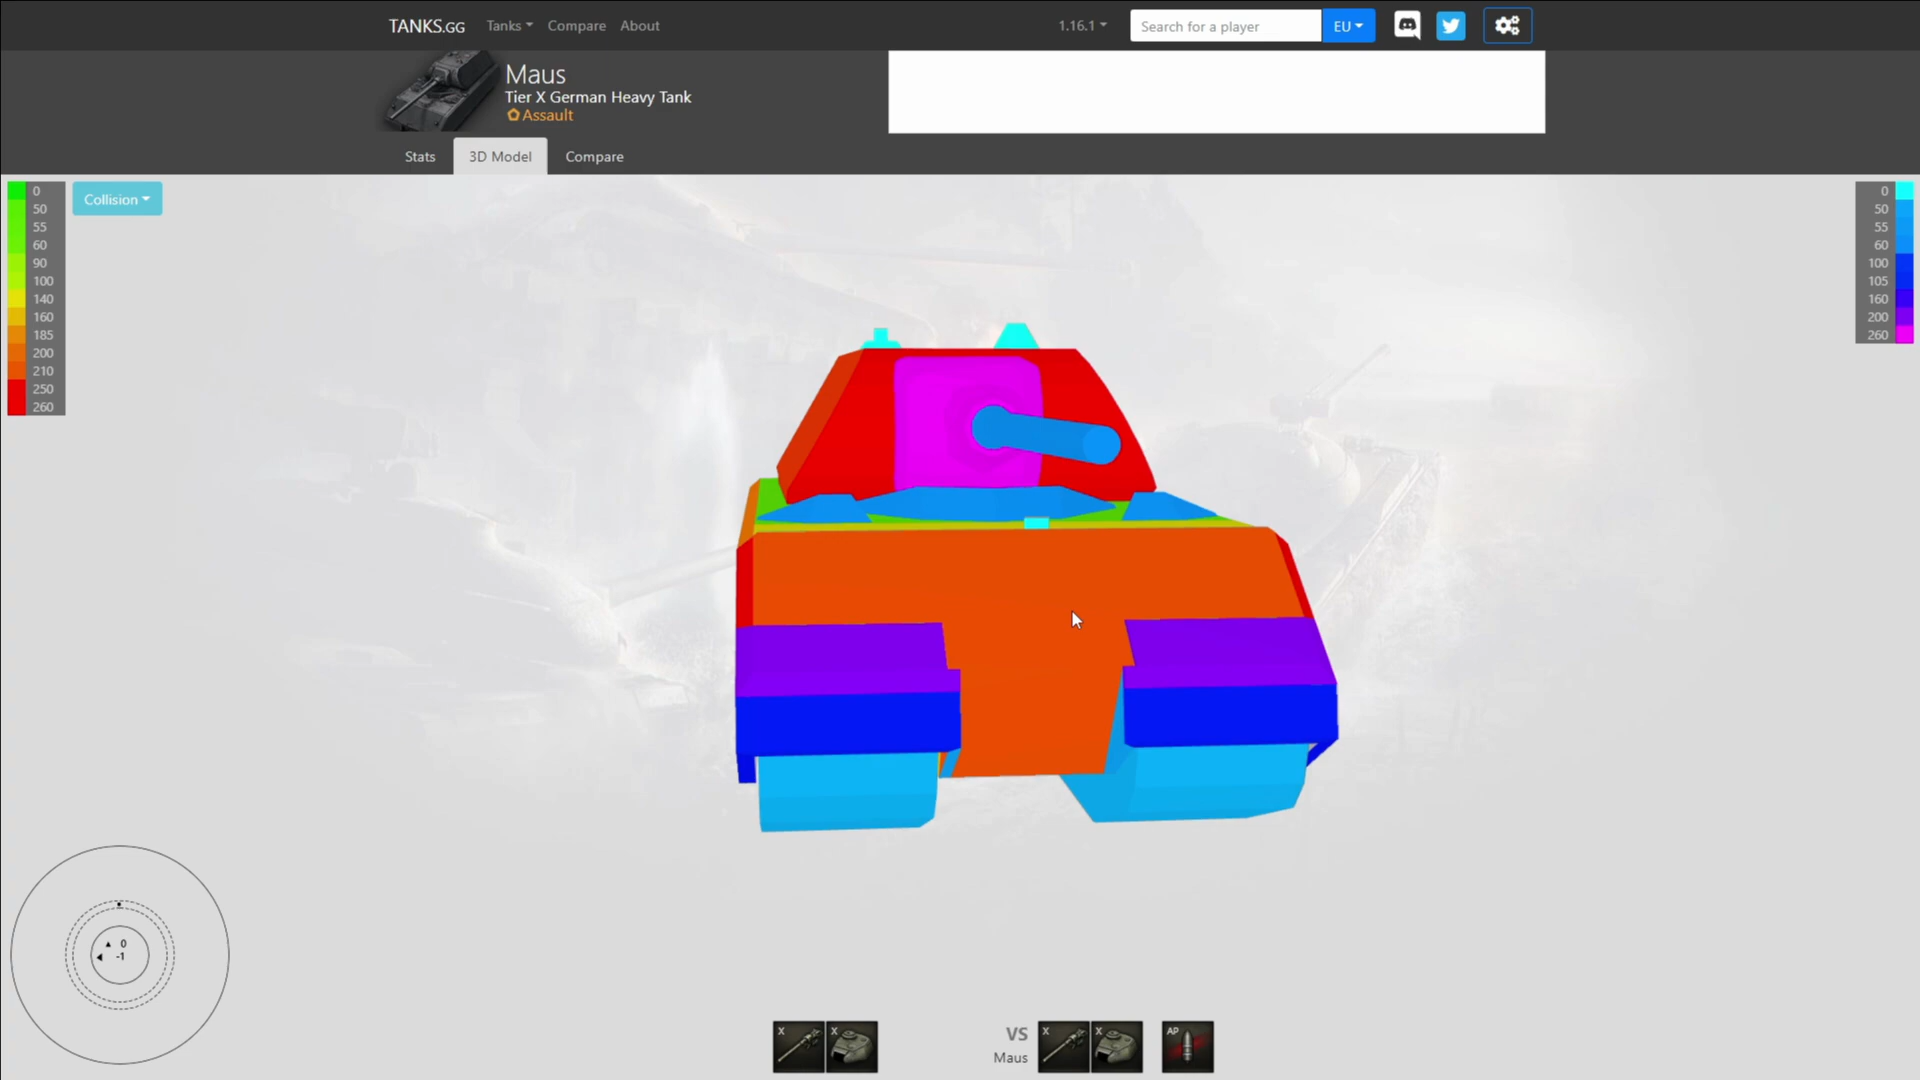 TANKS.GG Tanks Compare About 1.16.1 Search for a player EU
Maus
Tier X German Heavy Tank
Assault
Stats 3D Model Compare
Collision
0
50
55
60
90
100
140
160
185
200
210
250
260
0
50
55
60
100
105
160
200
260
0
-1
X X
VS
Maus
X X AP